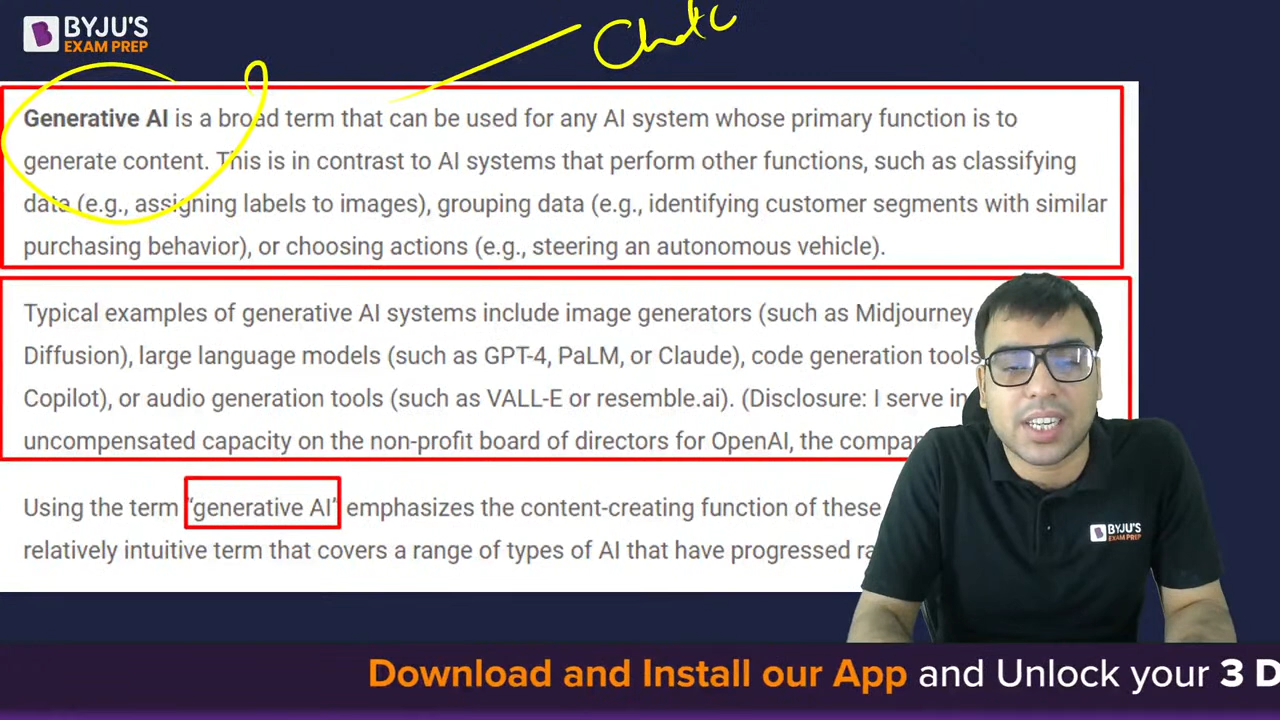 BYJU'S
EXAM PREP
Generative AI is a broad term that can be used for any AI system whose primary function is to
generate content. This is in contrast to AI systems that perform other functions, such as classifying
data (e.g., assigning labels to images), grouping data (e.g., identifying customer segments with similar
purchasing behavior), or choosing actions (e.g., steering an autonomous vehicle).
Typical examples of generative AI systems include image generators (such as Midjourney
Diffusion), large language models (such as GPT-4, PaLM, or Claude), code generation tools
Copilot), or audio generation tools (such as VALL-E or resemble.ai). (Disclosure: I serve in
uncompensated capacity on the non-profit board of directors for OpenAI, the
Using the term “generative AI” emphasizes the content-creating function of these
relatively intuitive term that covers a range of types of AI that have progressed
BYJU'S
EXAM PREP
Download and Install our App and Unlock your 3